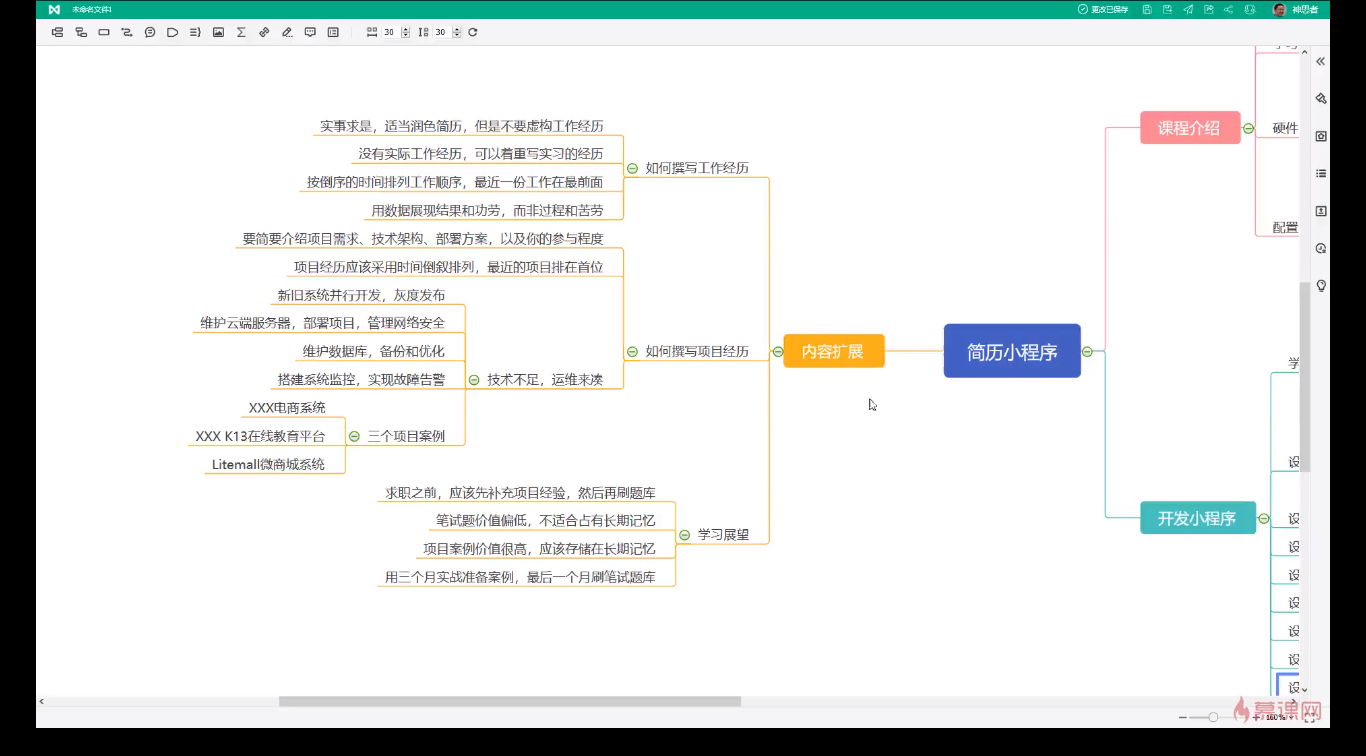 未命名文件1
更改已保存
神思者
30
30
实事求是，适当润色简历，但是不要虚构工作经历
没有实际工作经历，可以着重写实习的经历
按倒序的时间排列工作顺序，最近一份工作在最前面
用数据展现结果和功劳，而非过程和苦劳
如何撰写工作经历
要简要介绍项目需求、技术架构、部署方案，以及你的参与程度
项目经历应该采用时间倒叙排列，最近的项目排在首位
新旧系统并行开发，灰度发布
维护云端服务器，部署项目，管理网络安全
维护数据库，备份和优化
搭建系统监控，实现故障告警
技术不足，运维来凑
XXX电商系统
XXX K13在线教育平台
Litemall微商城系统
三个项目案例
如何撰写项目经历
求职之前，应该先补充项目经验，然后再刷题库
笔试题价值偏低，不适合占有长期记忆
项目案例价值很高，应该存储在长期记忆
用三个月实战准备案例，最后一个月刷笔试题库
学习展望
内容扩展
简历小程序
课程介绍
硬件
配置
开发小程序
学
设
设
设
设
设
设
设
设
160%
慕课网